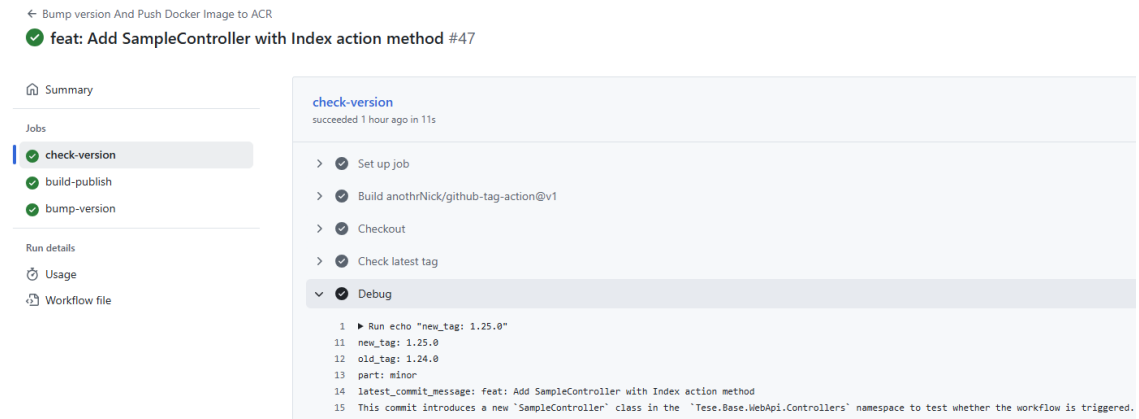 ← Bump version And Push Docker Image to ACR
feat: Add SampleController with Index action method #47
Summary
Jobs
check-version
build-publish
bump-version
Run details
Usage
Workflow file
check-version
succeeded 1 hour ago in 11s
Set up job
Build anothrNick/github-tag-action@v1
Checkout
Check latest tag
Debug
1 ▶ Run echo "new_tag: 1.25.0"
11 new_tag: 1.25.0
12 old_tag: 1.24.0
13 part: minor
14 latest_commit_message: feat: Add SampleController with Index action method
15 This commit introduces a new `SampleController` class in the `Tese.Base.WebApi.Controllers` namespace to test whether the workflow is triggered.